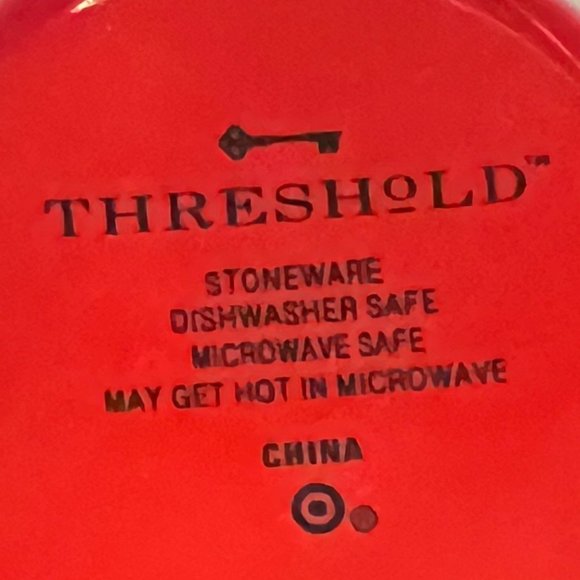 THRESHOLD™
STONEWARE
DISHWASHER SAFE
MICROWAVE SAFE
MAY GET HOT IN MICROWAVE
CHINA